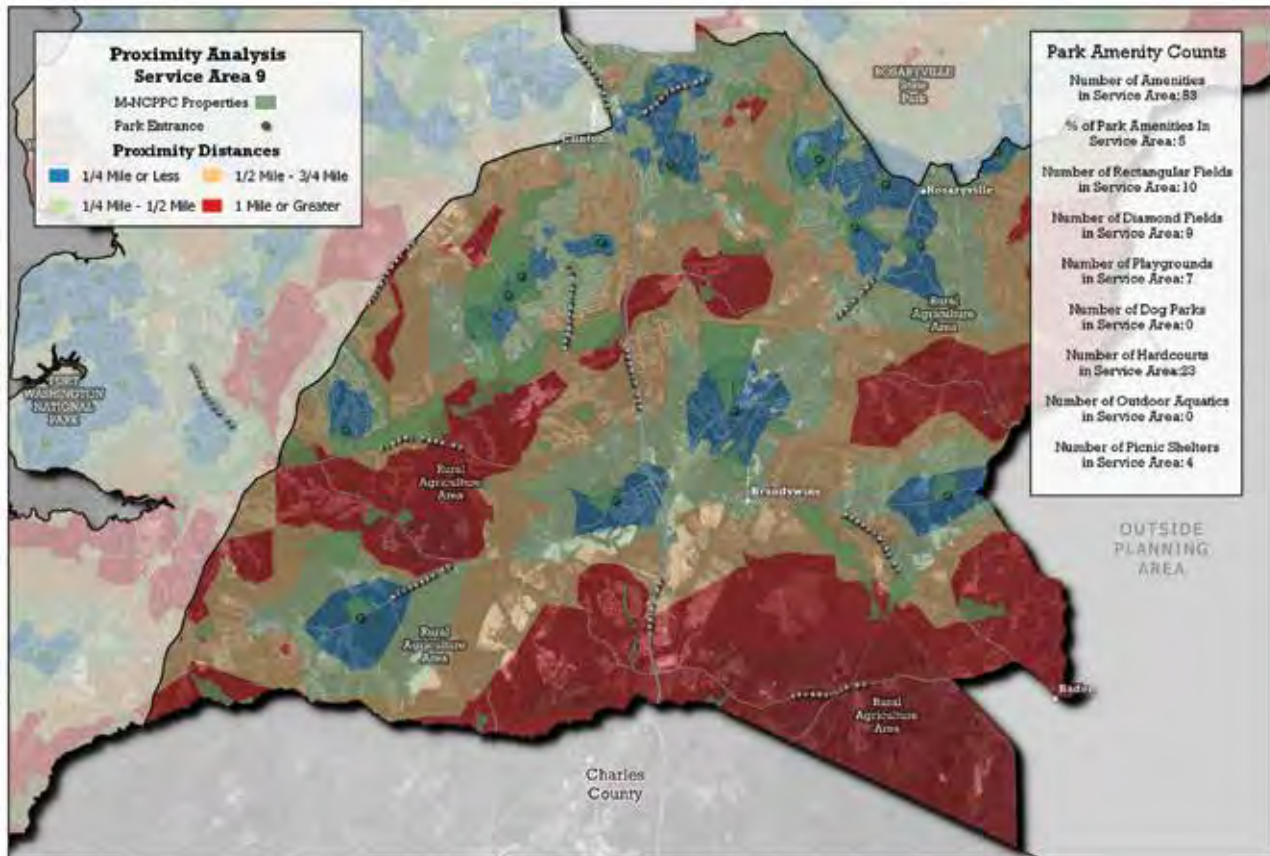 Proximity Analysis
Service Area 9
M-NCPPC Properties
Park Entrance
Proximity Distances
1/4 Mile or Less
1/2 Mile - 3/4 Mile
1/4 Mile - 1/2 Mile
1 Mile or Greater
Park Amenity Counts
Number of Amenities
in Service Area: 53
% of Park Amenities In
Service Area: 5
Number of Rectangular Fields
in Service Area: 10
Number of Diamond Fields
in Service Area: 9
Number of Playgrounds
in Service Area: 7
Number of Dog Parks
in Service Area: 0
Number of Hardcourts
in Service Area: 23
Number of Outdoor Aquatics
in Service Area: 0
Number of Picnic Shelters
in Service Area: 4
ROSARYVILLE
State
Park
Clinton
Rosaryville
Rural
Agriculture
Area
FORT
WASHINGTON
NATIONAL
PARK
Rural
Agriculture
Area
Brandywine
OUTSIDE
PLANNING
AREA
Rural
Agriculture
Area
Baden
Rural
Agriculture
Area
Charles
County